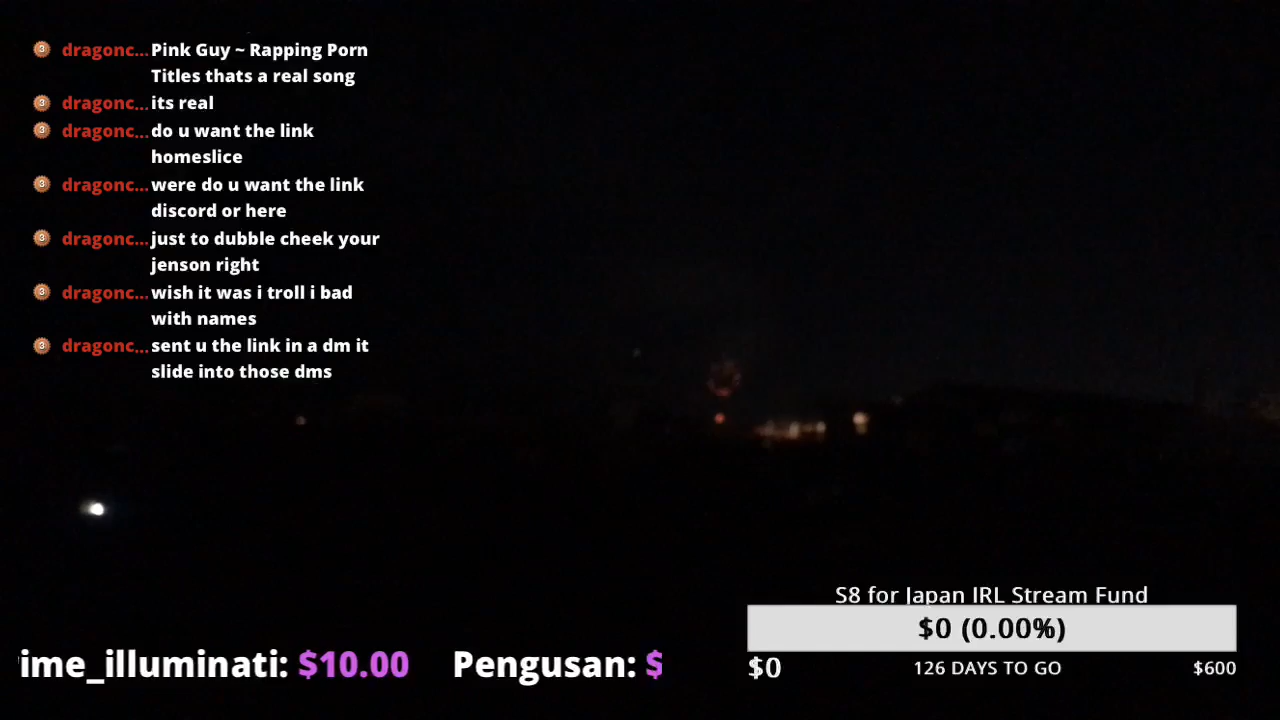 dragonc... Pink Guy ~ Rapping Porn
Titles thats a real song
dragonc... its real
dragonc... do u want the link
homeslice
dragonc... were do u want the link
discord or here
dragonc... just to dubble cheek your
jenson right
dragonc... wish it was i troll i bad
with names
dragonc... sent u the link in a dm it
slide into those dms
S8 for Japan IRL Stream Fund
$0 (0.00%)
$0 126 DAYS TO GO $600
ime_illuminati: $10.00 Pengusan: $